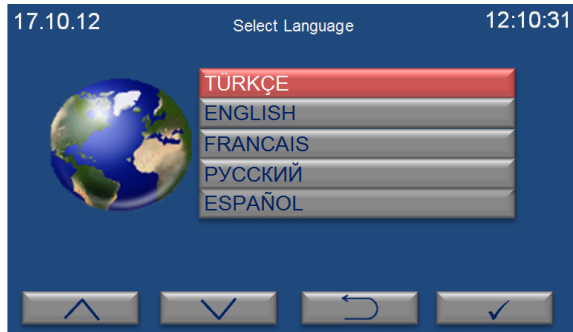 17.10.12 Select Language 12:10:31
TÜRKÇE
ENGLISH
FRANCAIS
РУССКИЙ
ESPAÑOL